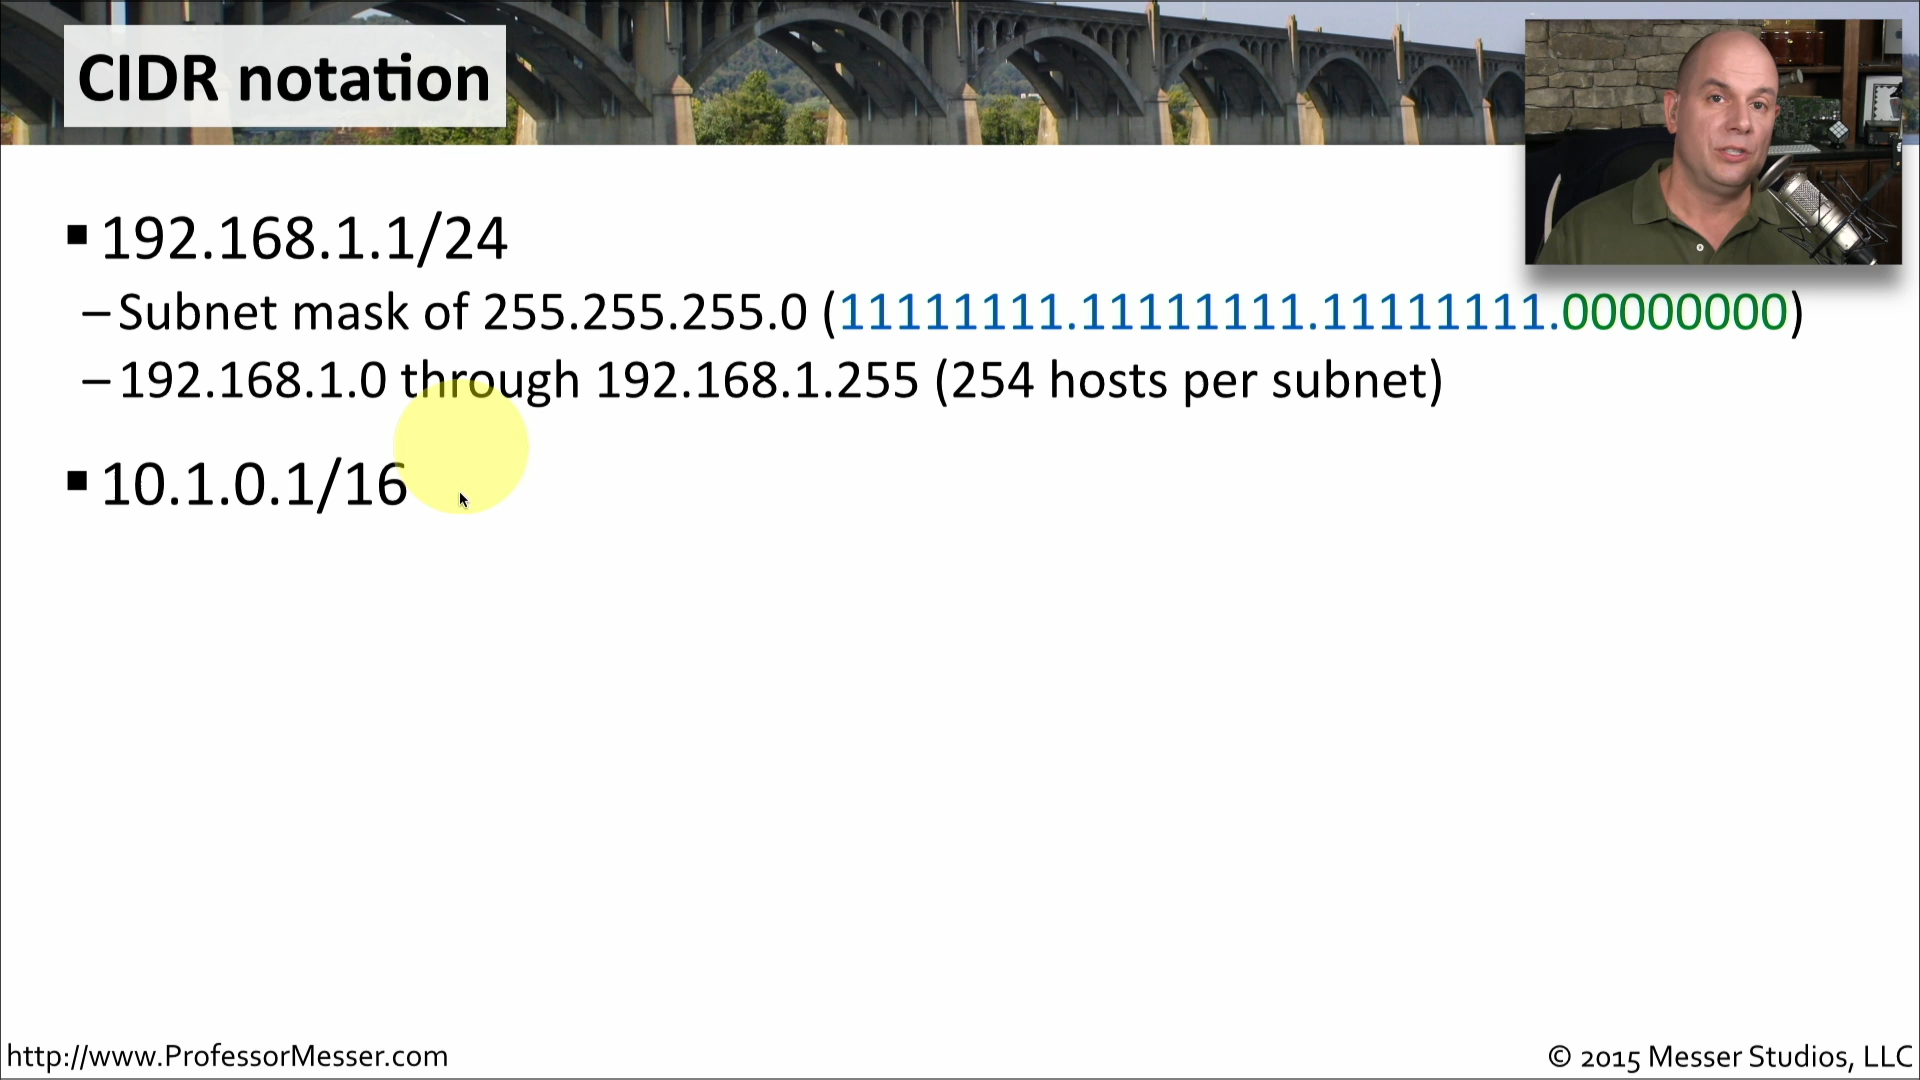 CIDR notation
▪ 192.168.1.1/24
– Subnet mask of 255.255.255.0 (11111111.11111111.11111111.00000000)
– 192.168.1.0 through 192.168.1.255 (254 hosts per subnet)
▪ 10.1.0.1/16
http://www.ProfessorMesser.com
© 2015 Messer Studios, LLC